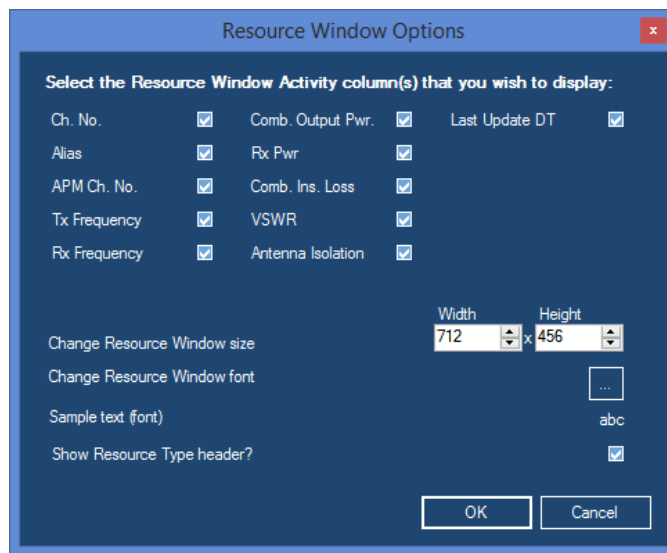 Resource Window Options
x
Select the Resource Window Activity column(s) that you wish to display:
Ch. No. Comb. Output Pwr. Last Update DT
Alias Rx Pwr
APM Ch. No. Comb. Ins. Loss
Tx Frequency VSWR
Rx Frequency Antenna Isolation
Width Height
Change Resource Window size 712 x 456
Change Resource Window font ...
Sample text (font) abc
Show Resource Type header?
OK Cancel